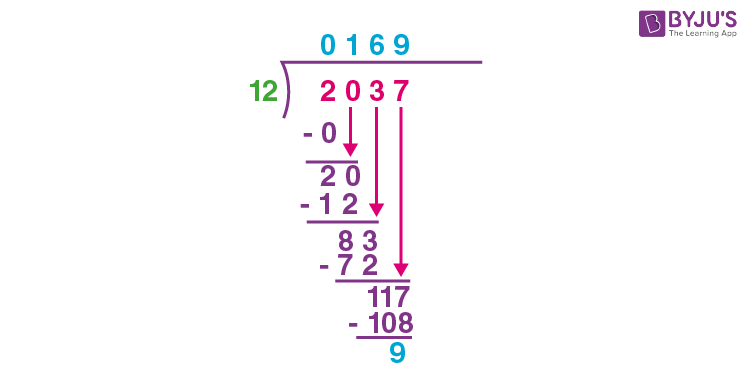 BYJU'S
The Learning App
0 1 6 9
12 2 0 3 7
- 0
2 0
- 1 2
8 3
- 7 2
117
- 108
9